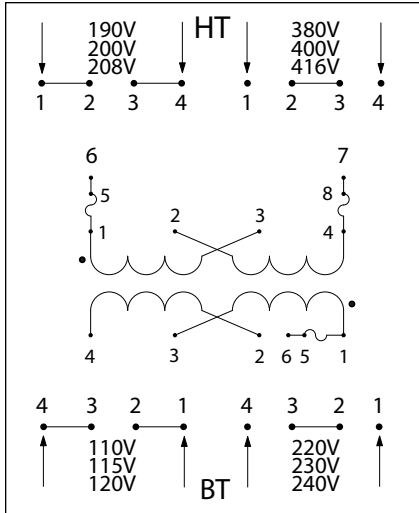 HT
190V 380V
200V 400V
208V 416V
1 2 3 4 1 2 3 4
6 7
5 8
1 2 3 4
4 3 2 6 5 1
4 3 2 1 4 3 2 1
110V 220V
115V 230V
120V 240V
BT